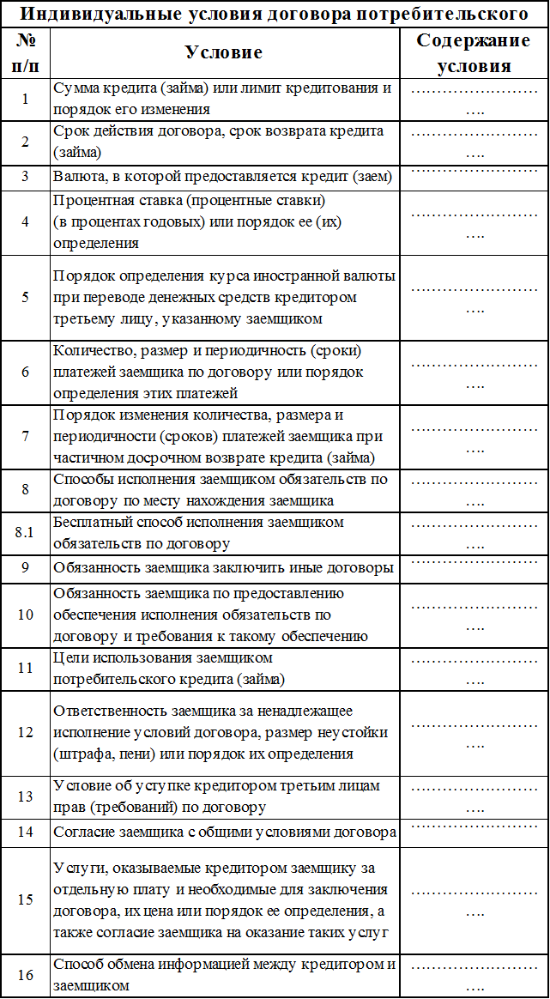 Индивидуальные условия договора потребительского
№
п/п
Условие
Содержание
условия
1
Сумма кредита (займа) или лимит кредитования и
порядок его изменения
……………………
….
2
Срок действия договора, срок возврата кредита
(займа)
……………………
….
3
Валюта, в которой предоставляется кредит (заем)
……………………
4
Процентная ставка (процентные ставки)
(в процентах годовых) или порядок ее (их)
определения
……………………
….
5
Порядок определения курса иностранной валюты
при переводе денежных средств кредитором
третьему лицу, указанному заемщиком
……………………
….
6
Количество, размер и периодичность (сроки)
платежей заемщика по договору или порядок
определения этих платежей
……………………
….
7
Порядок изменения количества, размера и
периодичности (сроков) платежей заемщика при
частичном досрочном возврате кредита (займа)
……………………
….
8
Способы исполнения заемщиком обязательств по
договору по месту нахождения заемщика
……………………
….
8.1
Бесплатный способ исполнения заемщиком
обязательств по договору
……………………
….
9
Обязанность заемщика заключить иные договоры
……………………
10
Обязанность заемщика по предоставлению
обеспечения исполнения обязательств по
договору и требования к такому обеспечению
……………………
….
11
Цели использования заемщиком
потребительского кредита (займа)
……………………
….
12
Ответственность заемщика за ненадлежащее
исполнение условий договора, размер неустойки
(штрафа, пени) или порядок их определения
……………………
….
13
Условие об уступке кредитором третьим лицам
прав (требований) по договору
……………………
….
14
Согласие заемщика с общими условиями договора
……………………
15
Услуги, оказываемые кредитором заемщику за
отдельную плату и необходимые для заключения
договора, их цена или порядок ее определения, а
также согласие заемщика на оказание таких услуг
……………………
….
16
Способ обмена информацией между кредитором и
заемщиком
……………………
….